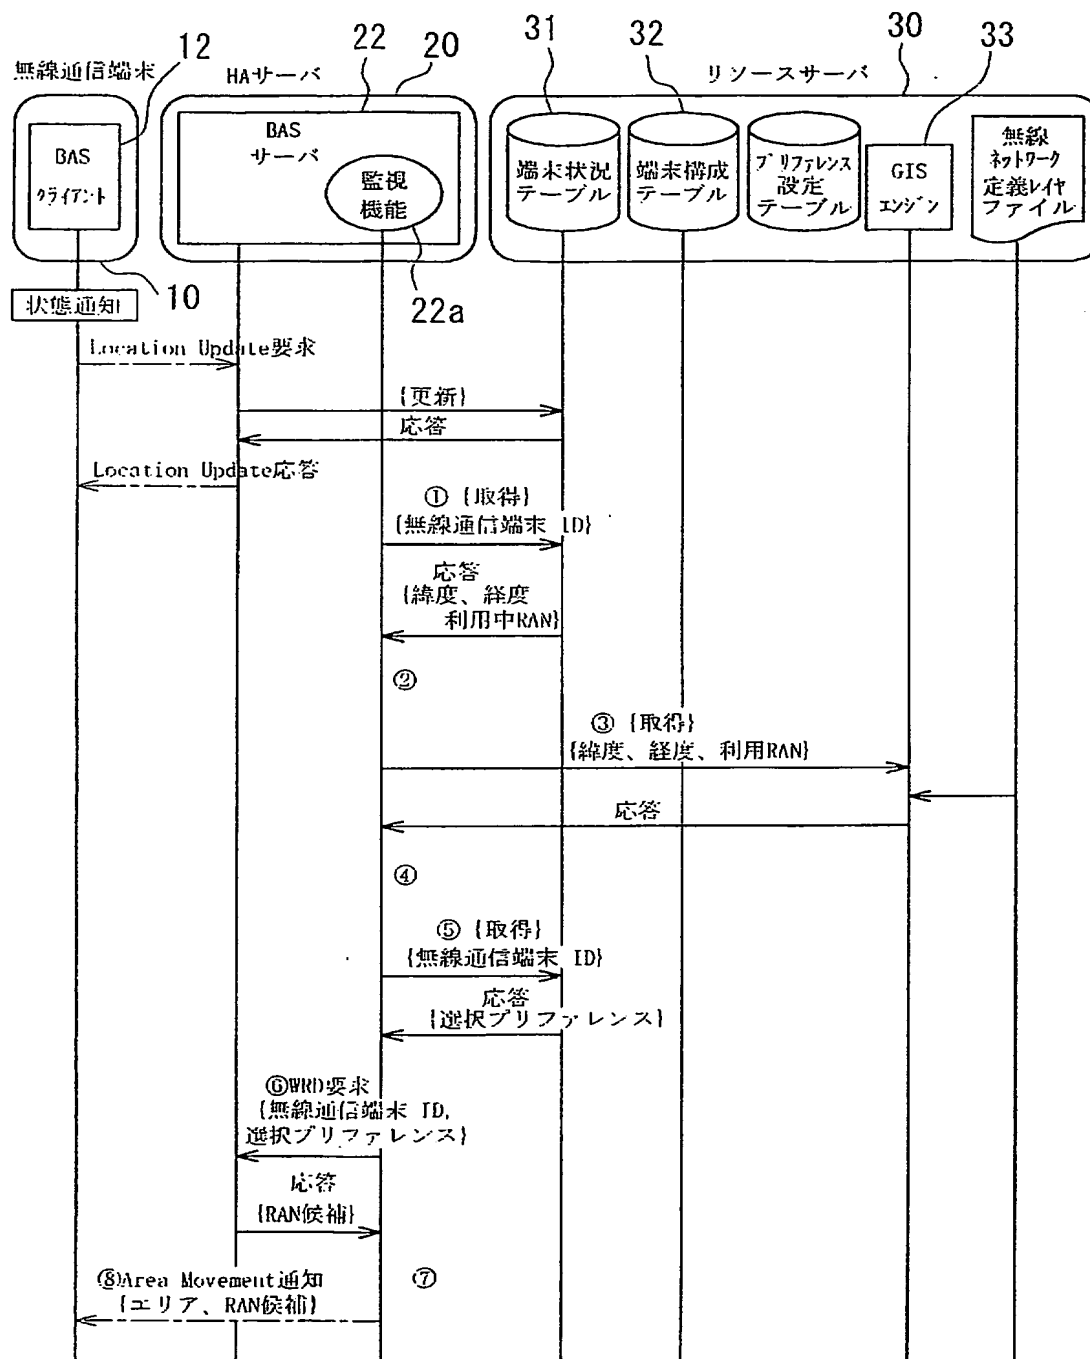 31
32
30
33
22
20
12
無線通信端末
HAサーバ
リソースサーバ
BAS
クライアント
BAS
サーバ
監視
機能
端末状況
テーブル
端末構成
テーブル
プリファレンス
設定
テーブル
GIS
エンジン
無線
ネットワーク
定義レイヤ
ファイル
10
22a
状態通知
Location Update要求
{更新}
応答
Location Update応答
① {取得}
{無線通信端末 ID}
応答
{緯度、経度
利用中RAN}
②
③ {取得}
{緯度、経度、利用RAN}
応答
④
⑤ {取得}
{無線通信端末 ID}
応答
{選択プリファレンス}
⑥WRD要求
{無線通信端末 ID,
選択プリファレンス}
応答
{RAN候補}
⑦
⑧Area Movement通知
{エリア、RAN候補}